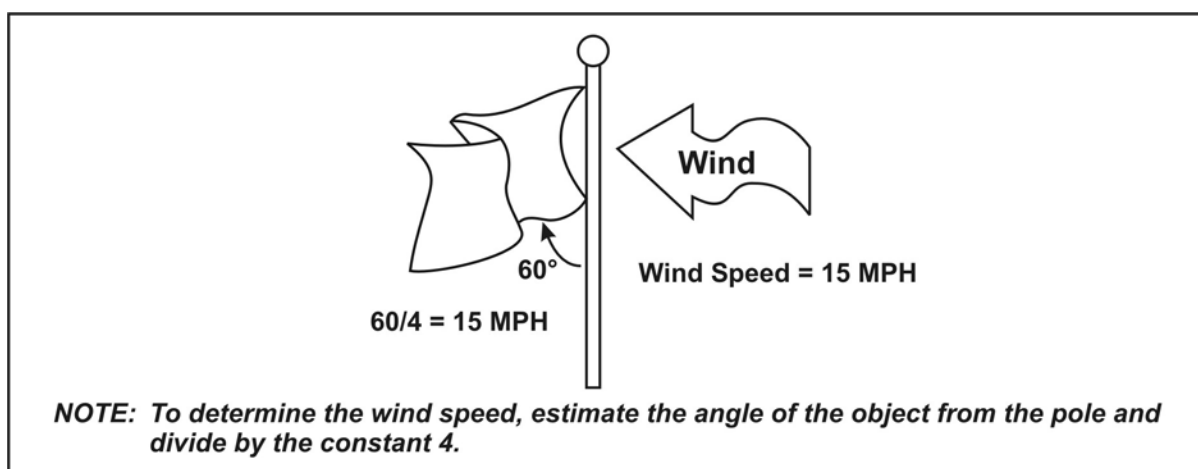 Wind
60°
Wind Speed = 15 MPH
60/4 = 15 MPH
NOTE: To determine the wind speed, estimate the angle of the object from the pole and
divide by the constant 4.